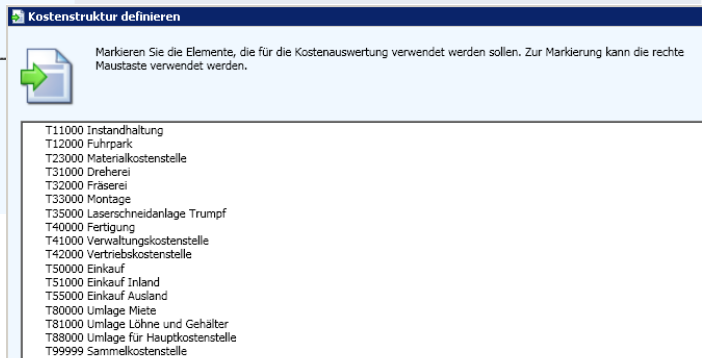 Kostenstruktur definieren
Markieren Sie die Elemente, die für die Kostenauswertung verwendet werden sollen. Zur Markierung kann die rechte
Maustaste verwendet werden.
T11000 Instandhaltung
T12000 Fuhrpark
T23000 Materialkostenstelle
T31000 Dreherei
T32000 Fräserei
T33000 Montage
T35000 Laserschneidanlage Trumpf
T40000 Fertigung
T41000 Verwaltungskostenstelle
T42000 Vertriebskostenstelle
T50000 Einkauf
T51000 Einkauf Inland
T55000 Einkauf Ausland
T80000 Umlage Miete
T81000 Umlage Löhne und Gehälter
T88000 Umlage für Hauptkostenstelle
T99999 Sammelkostenstelle